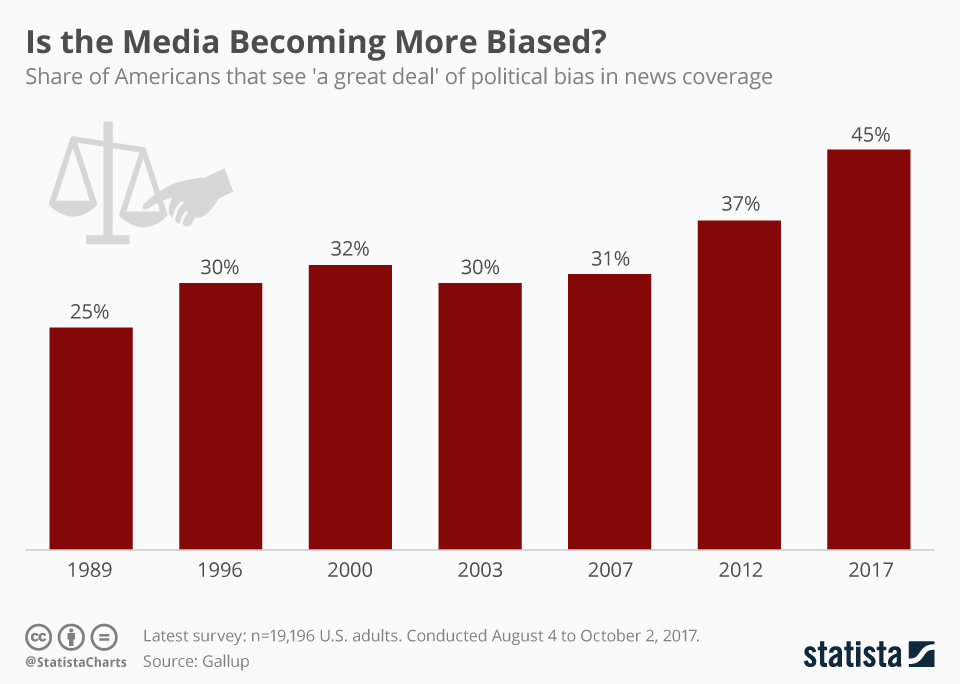 Is the Media Becoming More Biased?
Share of Americans that see 'a great deal' of political bias in news coverage
25%
30%
32%
30%
31%
37%
45%
1989
1996
2000
2003
2007
2012
2017
cc
@StatistaCharts
Latest survey: n=19,196 U.S. adults. Conducted August 4 to October 2, 2017.
Source: Gallup
statista